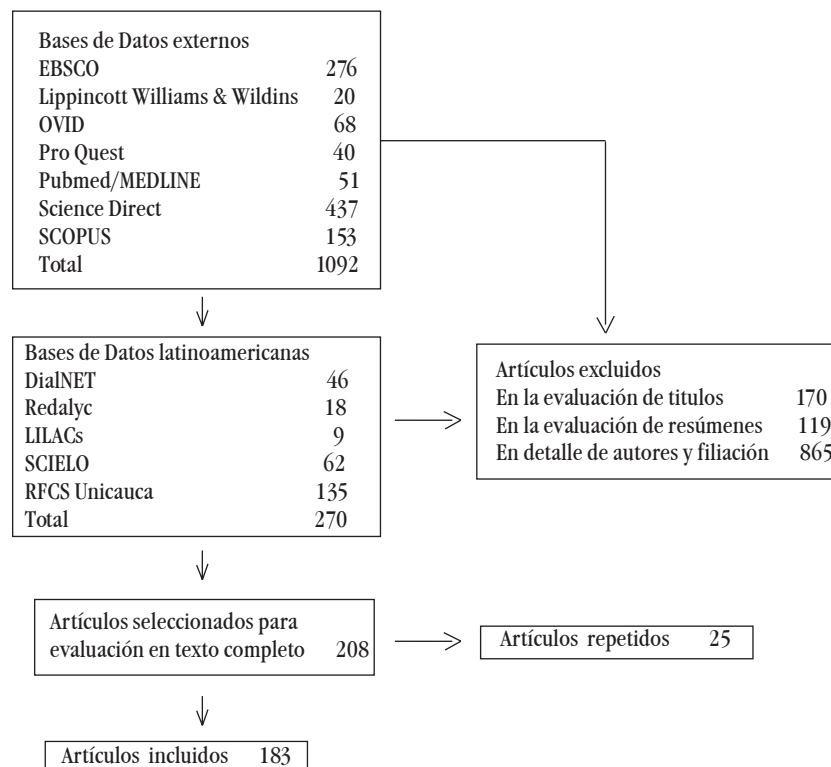 Bases de Datos externos
EBSCO 276
Lippincott Williams & Wildins 20
OVID 68
Pro Quest 40
Pubmed/MEDLINE 51
Science Direct 437
SCOPUS 153
Total 1092
Bases de Datos latinoamericanas
DialNET 46
Redalyc 18
LILACs 9
SCIELO 62
RFCS Unicauca 135
Total 270
Artículos excluidos
En la evaluación de titulos 170
En la evaluación de resúmenes 119
En detalle de autores y filiación 865
Artículos seleccionados para
evaluación en texto completo 208
Artículos repetidos 25
Artículos incluidos 183